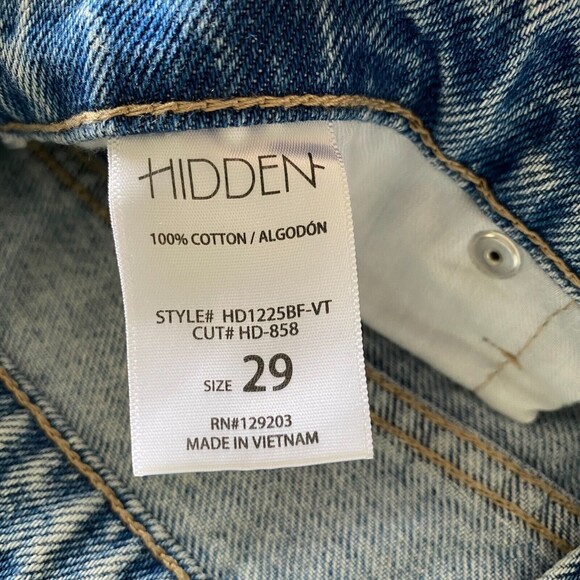 HIDDEN
100% COTTON / ALGODÓN
STYLE# HD1225BF-VT
CUT# HD-858
SIZE 29
RN#129203
MADE IN VIETNAM